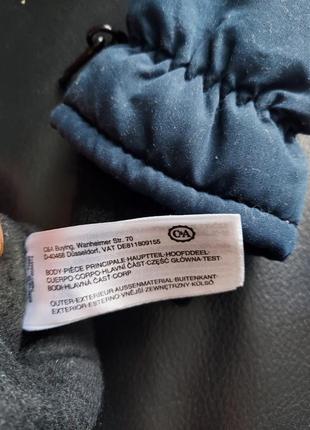 C&A Buying, Wanheimer Str. 70
D-40468 Düsseldorf, VAT DE811809155
C&A
BODY-PIÈCE PRINCIPALE HAUPTTEIL-HOOFDDEEL-
CUERPO-CORPO-HLAVNÍ ČÁST-CZĘŚĆ GŁÓWNA-TEST-
BODI-HLAVNÁ ČASŤ-CORP
OUTER-EXTERIEUR-AUSSENMATERIAL-BUITENKANT-
EXTERIOR-ESTERNO-VNĚJŠÍ-ZEWNĘTRZNY-KÜLSŐ